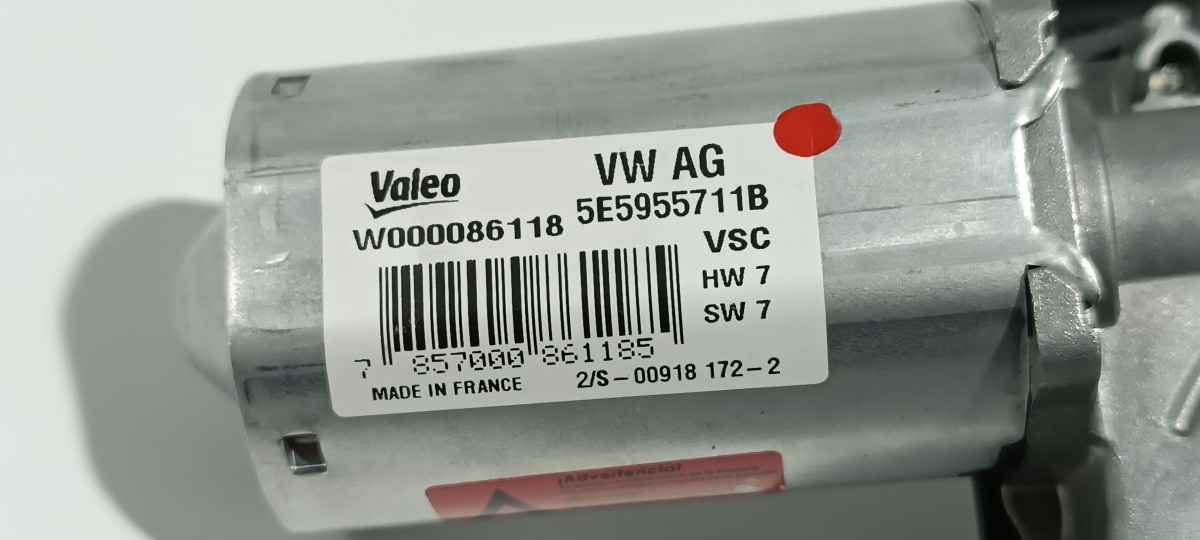 Valeo
VW AG
W000086118
5E5955711B
VSC
HW 7
SW 7
7 857000 861185
MADE IN FRANCE
2/S-00918 172-2
¡Advertencia!